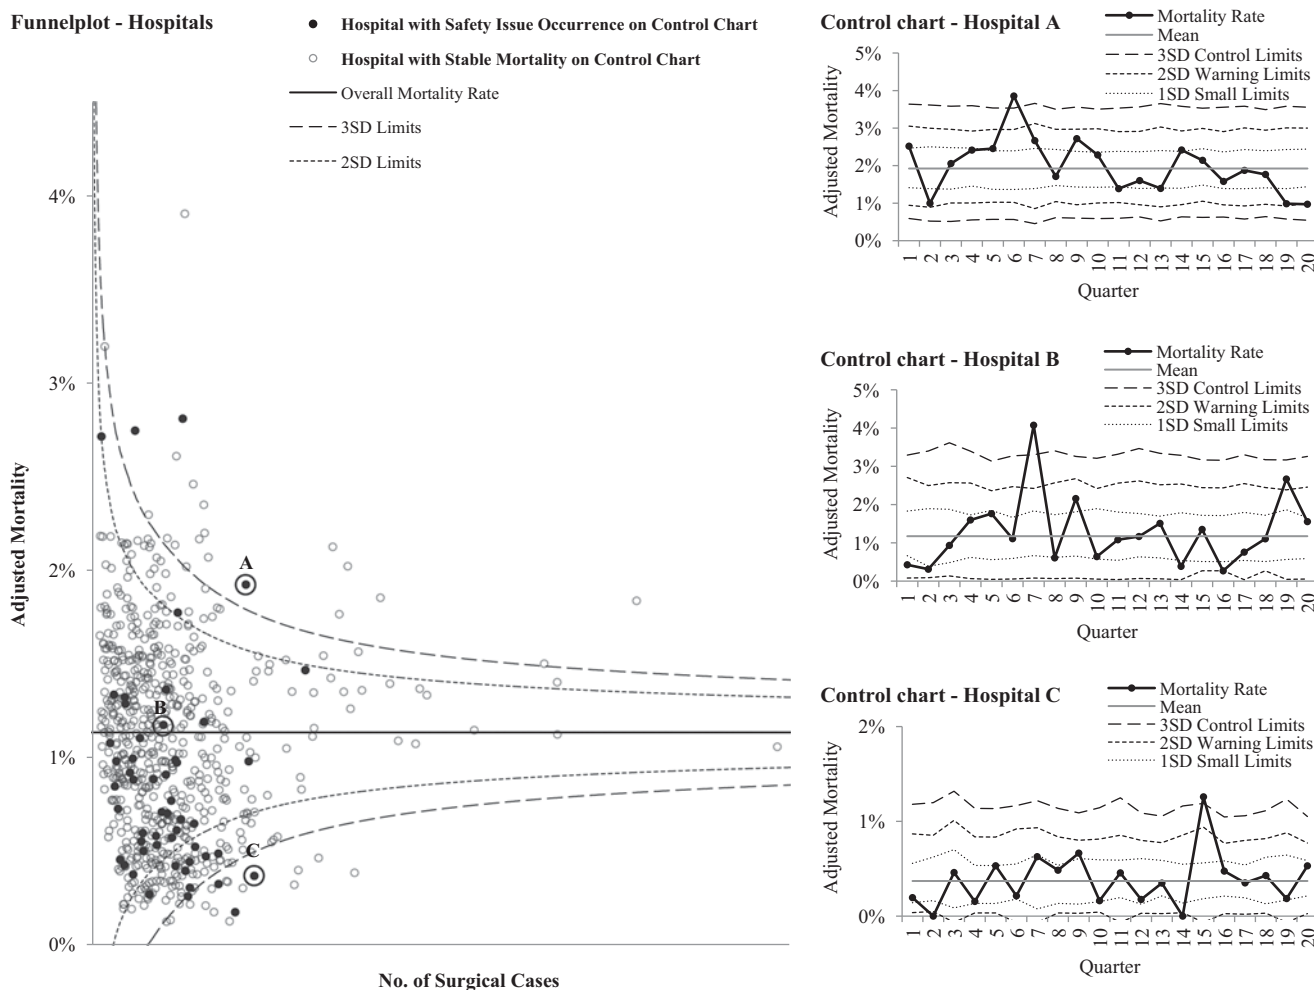 Funnelplot - Hospitals
Hospital with Safety Issue Occurrence on Control Chart
Hospital with Stable Mortality on Control Chart
Overall Mortality Rate
3SD Limits
2SD Limits
4%
3%
2%
1%
0%
Adjusted Mortality
A
B
C
No. of Surgical Cases
Control chart - Hospital A
Mortality Rate
Mean
3SD Control Limits
2SD Warning Limits
1SD Small Limits
5%
4%
3%
2%
1%
0%
Adjusted Mortality
1 2 3 4 5 6 7 8 9 10 11 12 13 14 15 16 17 18 19 20
Quarter
Control chart - Hospital B
Mortality Rate
Mean
3SD Control Limits
2SD Warning Limits
1SD Small Limits
5%
4%
3%
2%
1%
0%
Adjusted Mortality
1 2 3 4 5 6 7 8 9 10 11 12 13 14 15 16 17 18 19 20
Quarter
Control chart - Hospital C
Mortality Rate
Mean
3SD Control Limits
2SD Warning Limits
1SD Small Limits
2%
1%
0%
Adjusted Mortality
1 2 3 4 5 6 7 8 9 10 11 12 13 14 15 16 17 18 19 20
Quarter